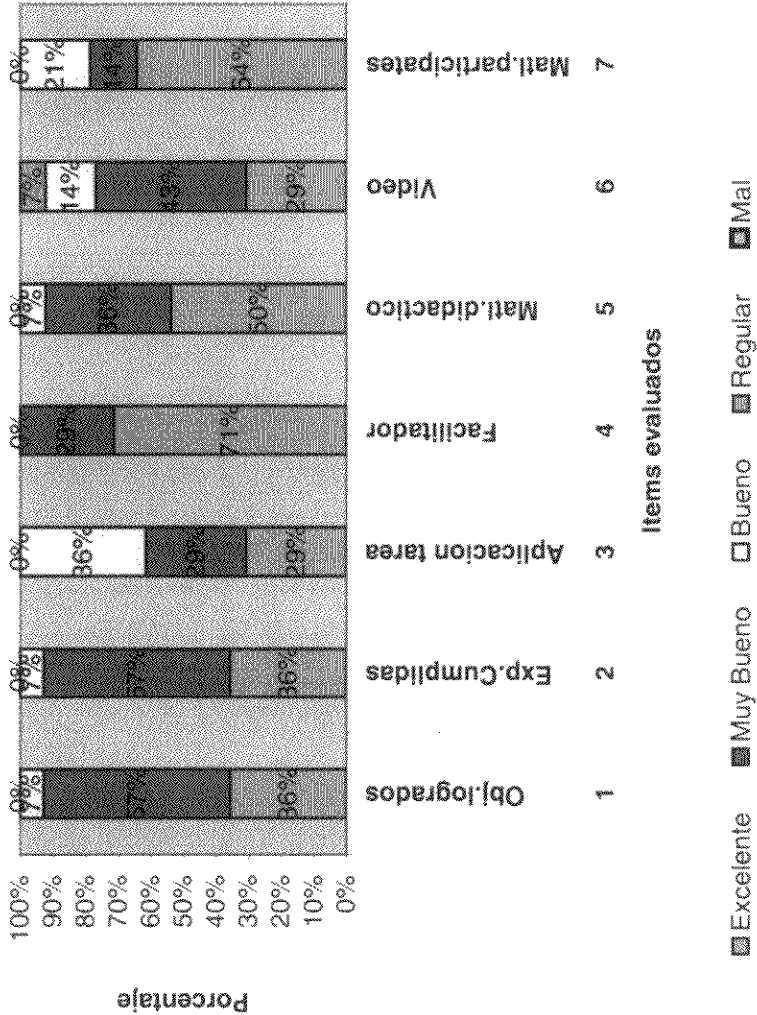 Porcentaje
100%
90%
80%
70%
60%
50%
40%
30%
20%
10%
0%
0% 0% 0% 0% 0% 7% 0%
7% 7% 36% 29% 7% 14% 21%
57% 57% 29% 71% 36% 43% 14%
36% 36% 29% 50% 29% 64%
Obj.logrados Exp.Cumplidas Aplicacion tarea Facilitador Matl.didactico Video Matl.participates
1 2 3 4 5 6 7
Items evaluados
Excelente Muy Bueno Bueno Regular Mal